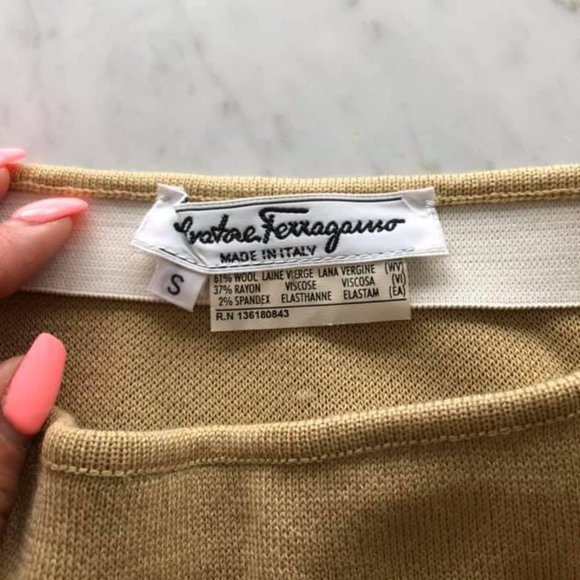 Salvatore Ferragamo
MADE IN ITALY
S
61% WOOL LAINE VIERGE LANA VERGINE (WV)
37% RAYON VISCOSE VISCOSA (VI)
2% SPANDEX ELASTHANNE ELASTAM (EA)
R.N 136180843